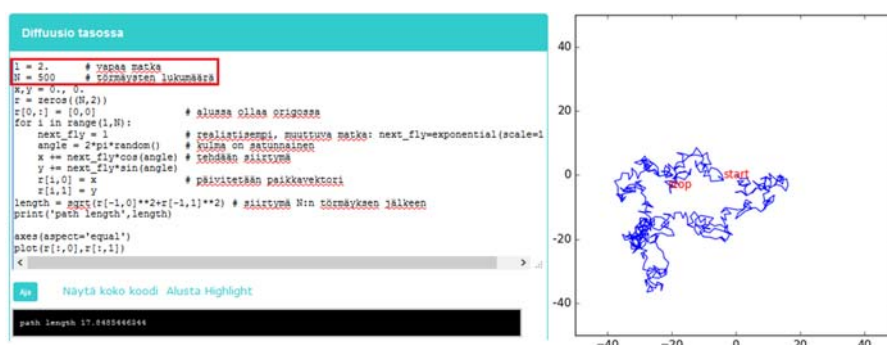 Diffuusio tasossa
l = 2. # vapaa matka
N = 500 # törmäysten lukumäärä
x,y = 0., 0.
r = zeros((N,2))
r[0,:] = [0,0] # alussa ollaa origossa
for i in range(1,N):
next_fly = l # realistisempi, muuttuva matka: next_fly=exponential(scale=l
angle = 2*pi*random() # kulma on satunnainen
x += next_fly*cos(angle) # tehdään siirtymä
y += next_fly*sin(angle)
r[i,0] = x # päivitetään paikkavektori
r[i,1] = y
length = sqrt(r[-1,0]**2+r[-1,1]**2) # siirtymä N:n törmäyksen jälkeen
print('path length',length)
axes(aspect='equal')
plot(r[:,0],r[:,1])
Aja Näytä koko koodi Alusta Highlight
path length 17.8485446544
40
20
0
-20
-40
start
stop
-40 -20 0 20 40